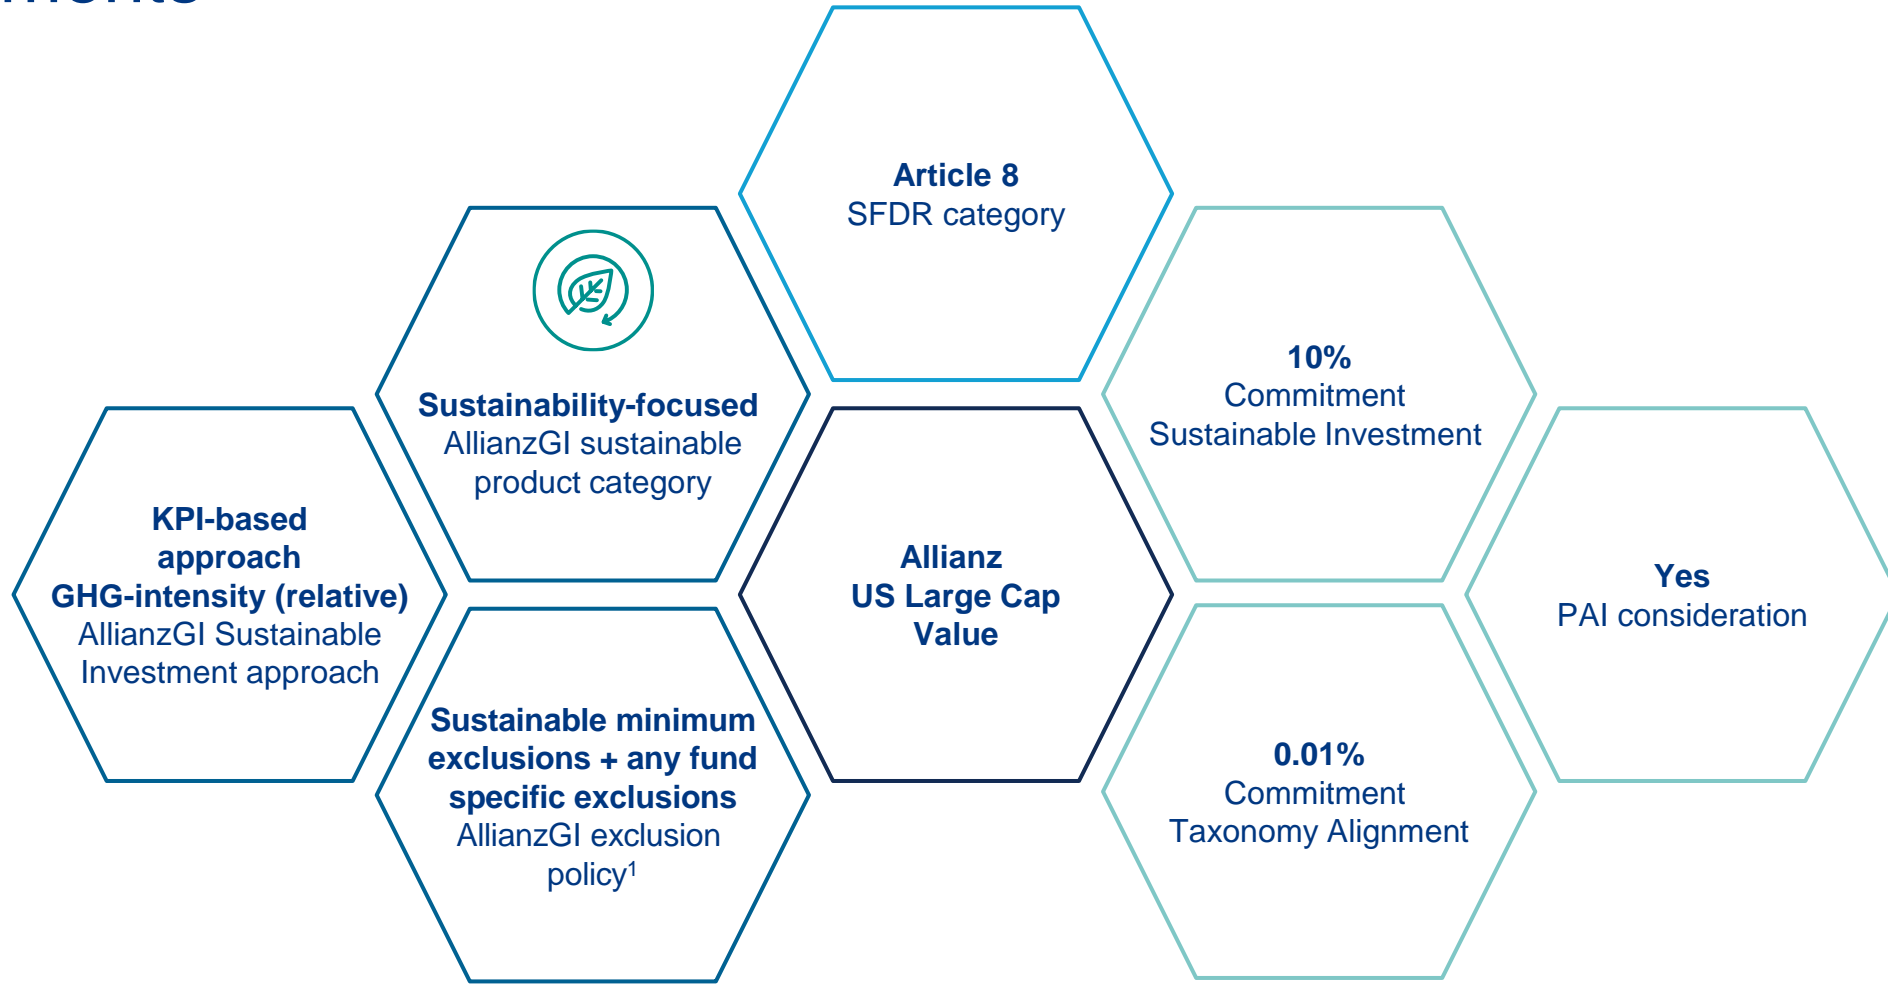 Article 8
SFDR category
Sustainability-focused
AllianzGI sustainable
product category
10%
Commitment
Sustainable Investment
KPI-based
approach
GHG-intensity (relative)
AllianzGI Sustainable
Investment approach
Allianz
US Large Cap
Value
Yes
PAI consideration
Sustainable minimum
exclusions + any fund
specific exclusions
AllianzGI exclusion
policy¹
0.01%
Commitment
Taxonomy Alignment